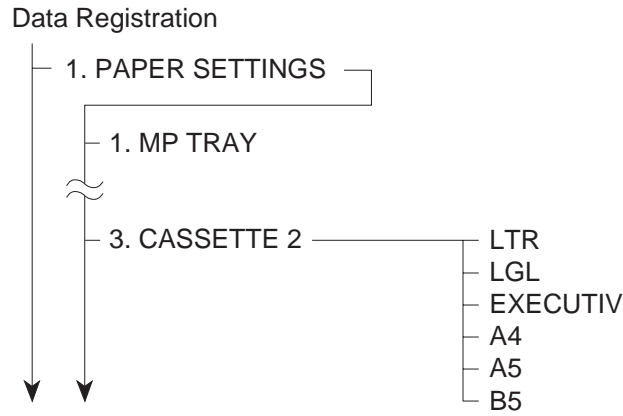 Data Registration
1. PAPER SETTINGS
1. MP TRAY
3. CASSETTE 2
LTR
LGL
EXECUTIV
A4
A5
B5